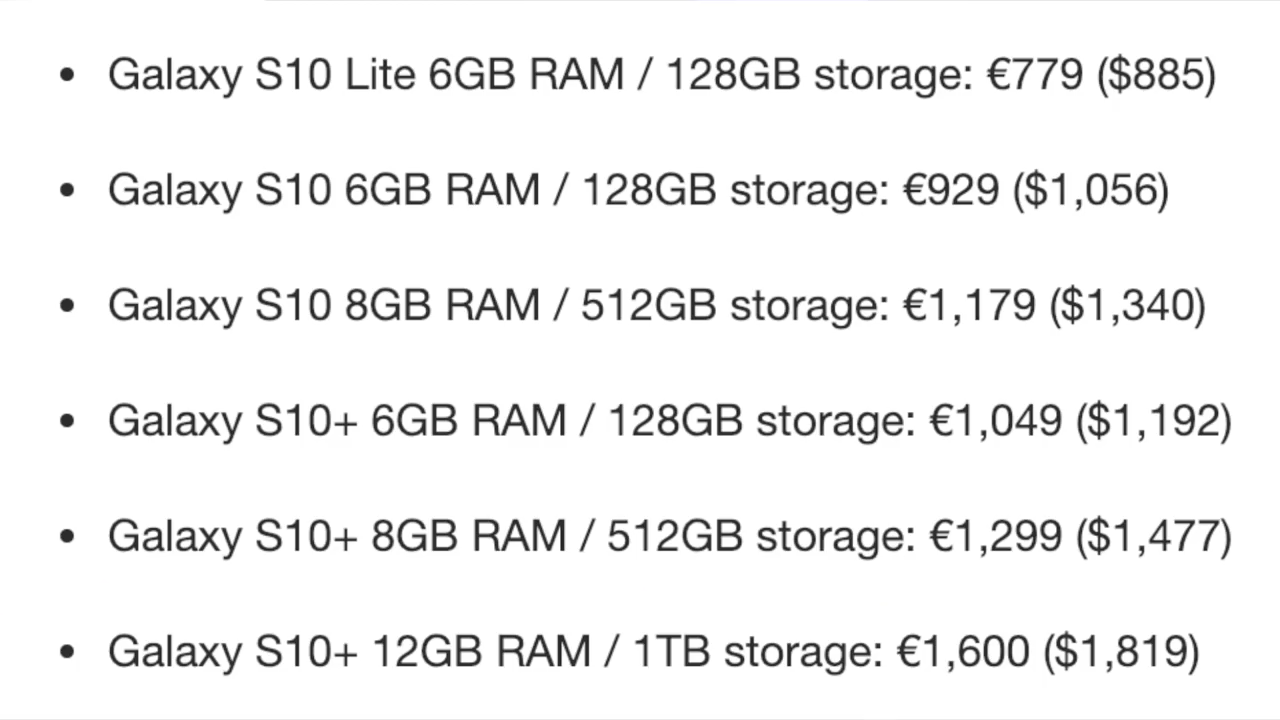 • Galaxy S10 Lite 6GB RAM / 128GB storage: €779 ($885)
• Galaxy S10 6GB RAM / 128GB storage: €929 ($1,056)
• Galaxy S10 8GB RAM / 512GB storage: €1,179 ($1,340)
• Galaxy S10+ 6GB RAM / 128GB storage: €1,049 ($1,192)
• Galaxy S10+ 8GB RAM / 512GB storage: €1,299 ($1,477)
• Galaxy S10+ 12GB RAM / 1TB storage: €1,600 ($1,819)